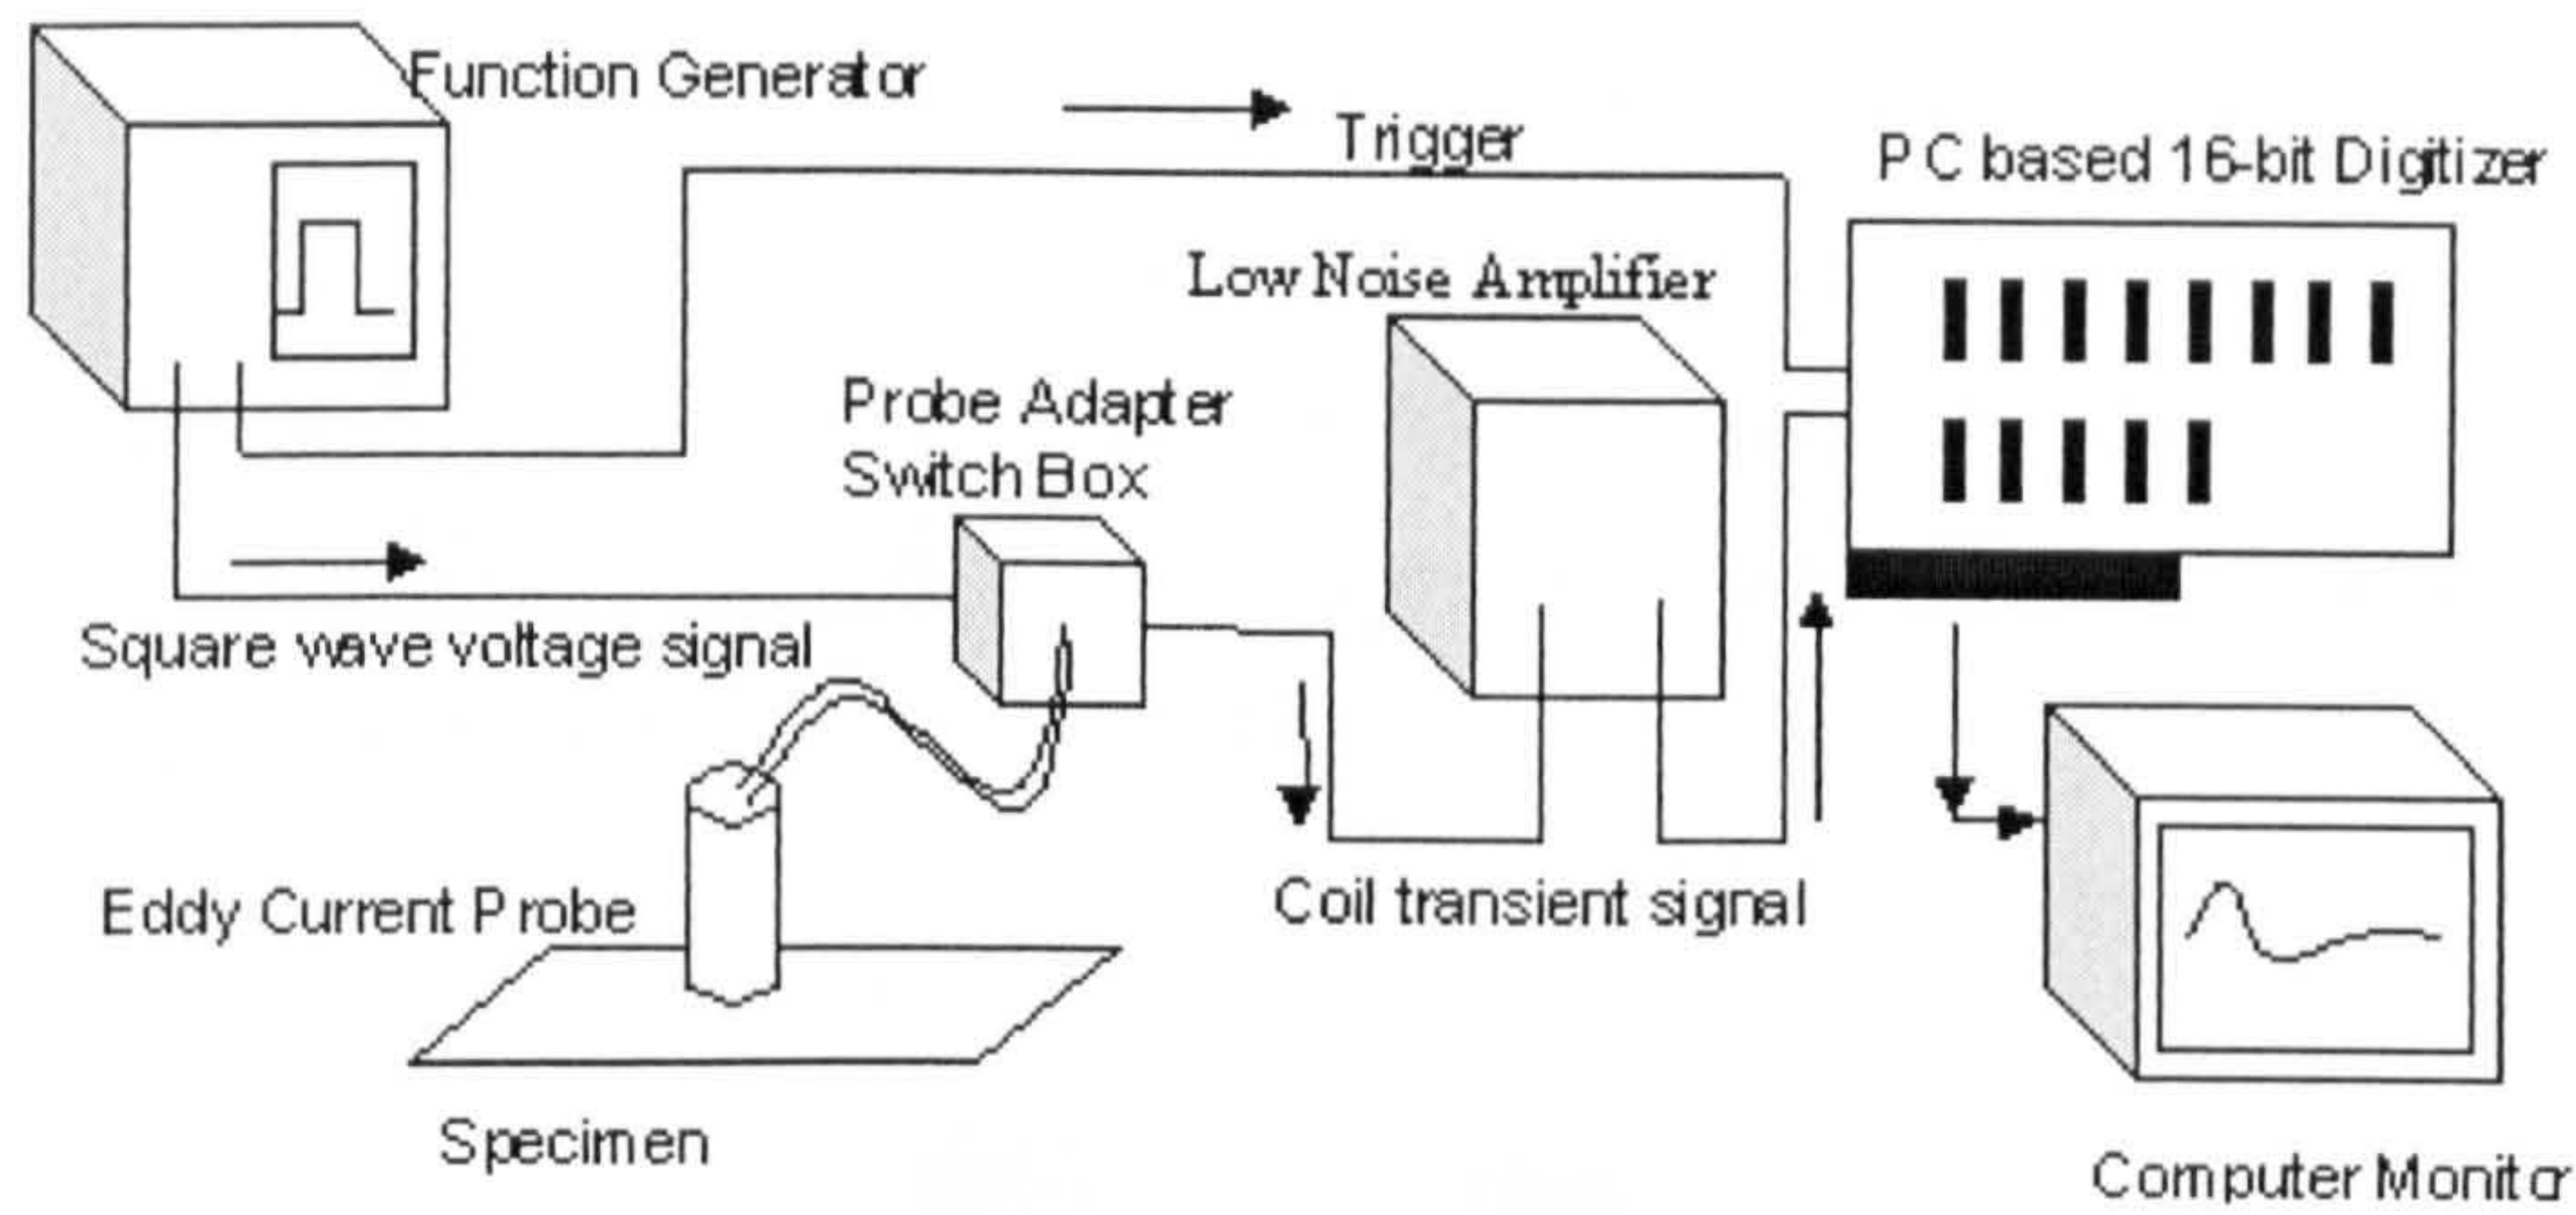 Function Generator
Trigger
PC based 16-bit Digitizer
Low Noise Amplifier
Probe Adapter
Switch Box
Square wave voltage signal
Eddy Current Probe
Coil transient signal
Specimen
Computer Monitor